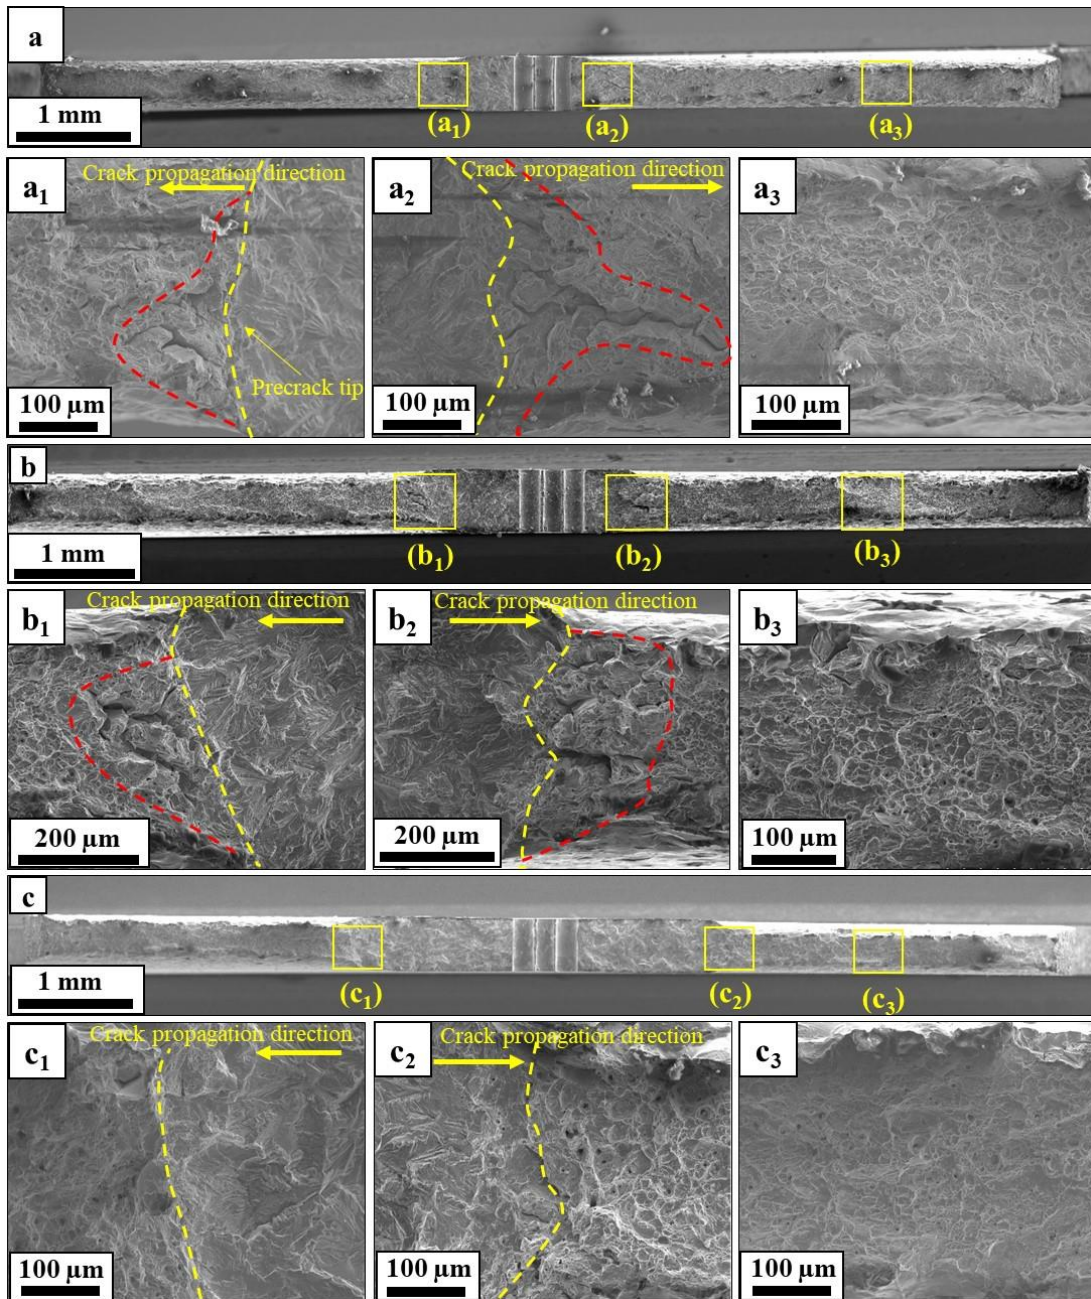 a
1 mm
(a₁)
(a₂)
(a₃)
a₁
Crack propagation direction
Precrack tip
100 µm
a₂
Crack propagation direction
100 µm
a₃
100 µm
b
1 mm
(b₁)
(b₂)
(b₃)
b₁
Crack propagation direction
200 µm
b₂
Crack propagation direction
200 µm
b₃
100 µm
c
1 mm
(c₁)
(c₂)
(c₃)
c₁
Crack propagation direction
100 µm
c₂
Crack propagation direction
100 µm
c₃
100 µm